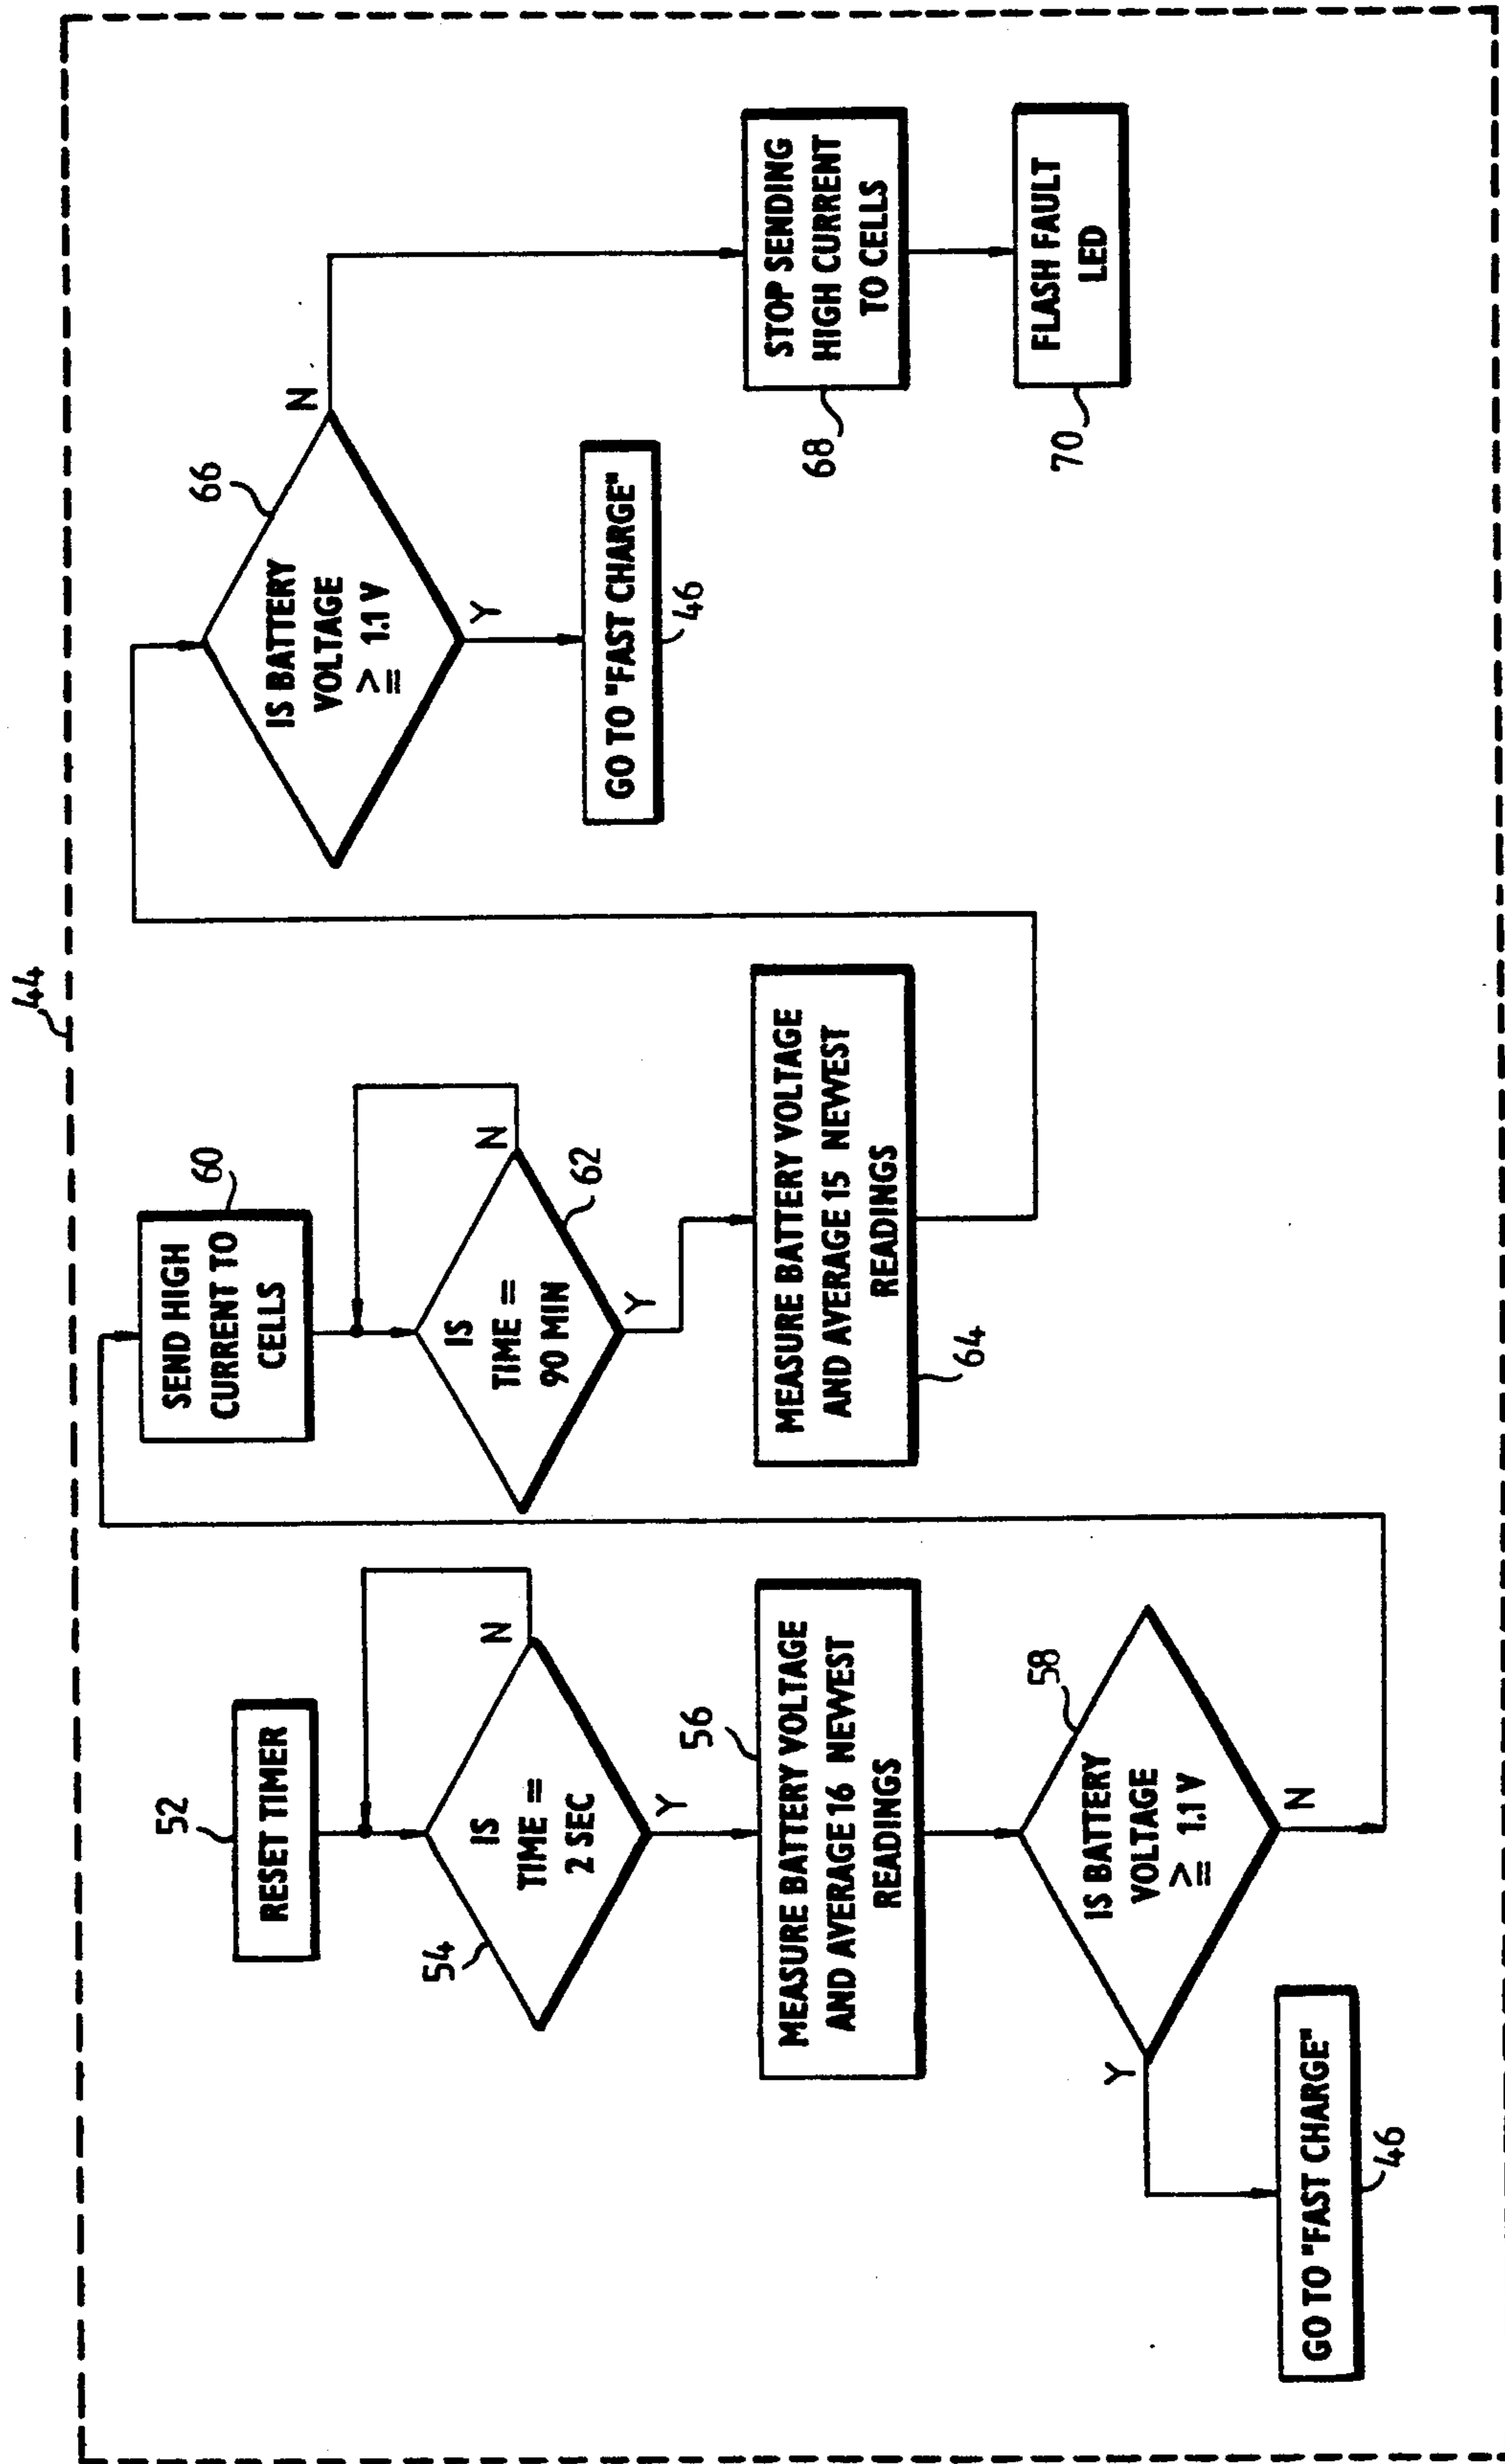 44
52
RESET TIMER
54
IS
TIME =
2 SEC
N
Y
56
MEASURE BATTERY VOLTAGE
AND AVERAGE 16 NEWEST
READINGS
58
IS BATTERY
VOLTAGE
>= 1.1 V
Y
N
GO TO "FAST CHARGE"
46
60
SEND HIGH
CURRENT TO
CELLS
IS
TIME =
90 MIN
N
62
Y
MEASURE BATTERY VOLTAGE
AND AVERAGE 15 NEWEST
READINGS
64
66
IS BATTERY
VOLTAGE
>= 1.1 V
N
Y
GO TO "FAST CHARGE"
46
STOP SENDING
HIGH CURRENT
TO CELLS
68
FLASH FAULT
LED
70